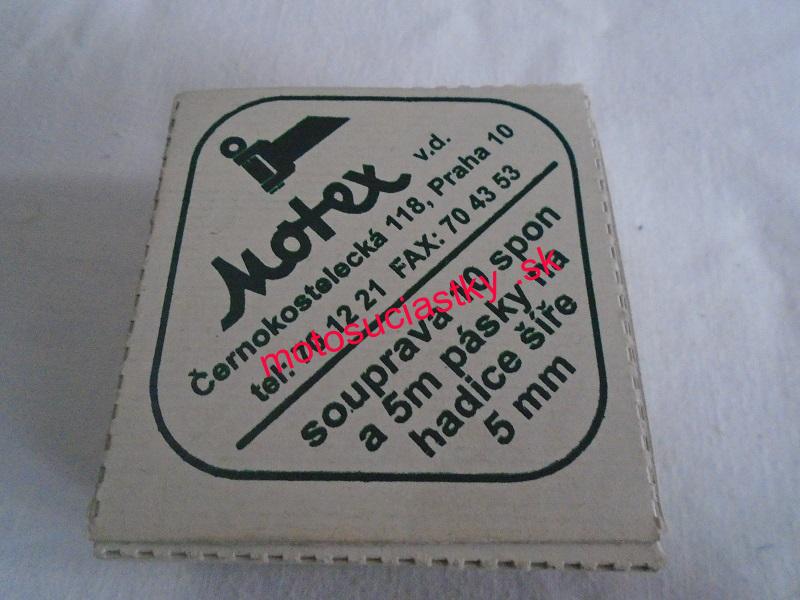 Motex v.d.
Černokostelecká 118, Praha 10
tel: 70 12 21 FAX: 70 43 53
souprava 10 spon
a 5m pásky na
hadice šíře
5 mm
motosuciastky .sk